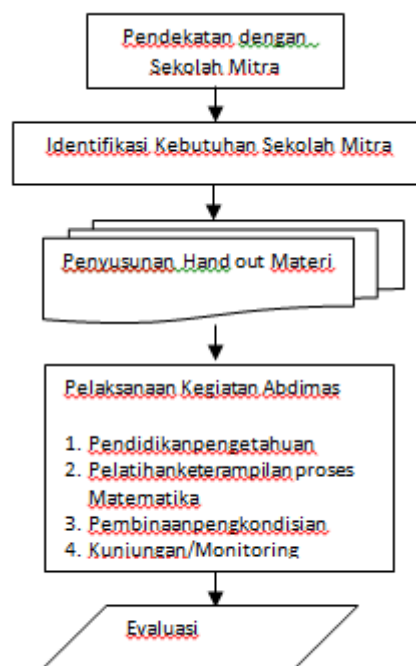 Pendekatan dengan
Sekolah Mitra
Identifikasi Kebutuhan Sekolah Mitra
Penyusunan Hand out Materi
Pelaksanaan Kegiatan Abdimas
1. Pendidikanpengetahuan
2. Pelatihanketerampilan proses
Matematika
3. Pembinaanpengkondisian
4. Kunjungan/Monitoring
Evaluasi